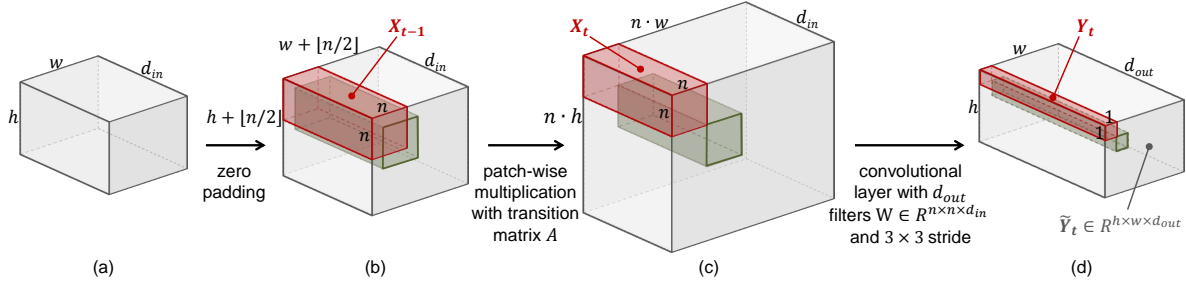 w
d_in
h
(a)
zero
padding
w + ⌊n/2⌋
X_{t−1}
d_in
h + ⌊n/2⌋
n
n
(b)
patch-wise
multiplication
with transition
matrix A
n · w
d_in
X_t
n
n
n · h
(c)
convolutional
layer with d_out
filters W ∈ R^{n×n×d_in}
and 3 × 3 stride
w
Y_t
d_out
h
1
1
Ỹ_t ∈ R^{h×w×d_out}
(d)